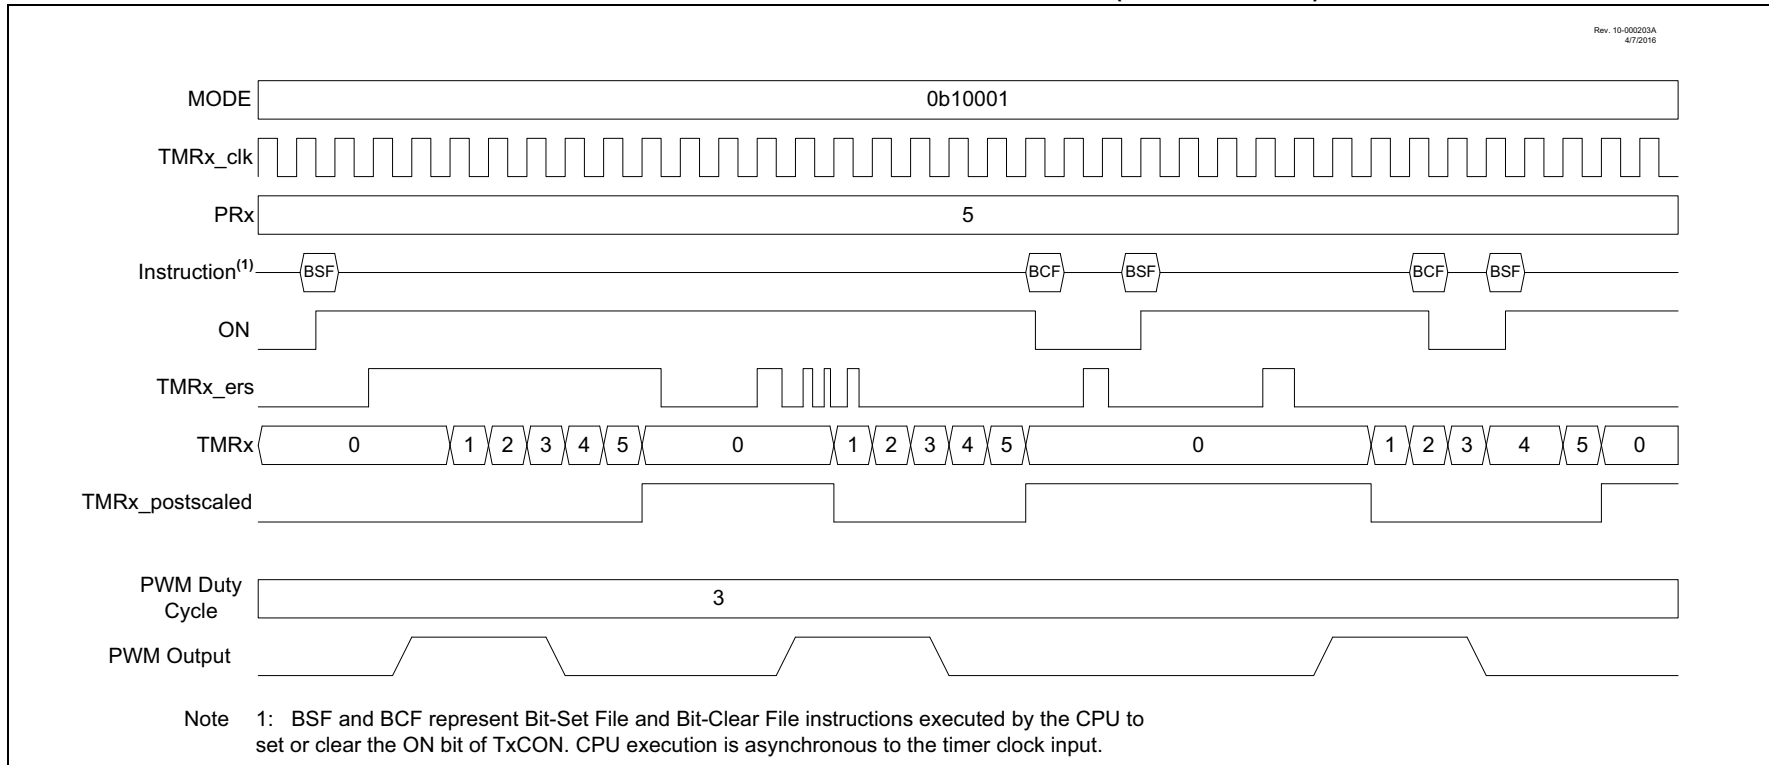 Rev. 10-000203A
4/7/2016
MODE 0b10001
TMRx_clk
PRx 5
Instruction(1) BSF BCF BSF BCF BSF
ON
TMRx_ers
TMRx 0 1 2 3 4 5 0 1 2 3 4 5 0 1 2 3 4 5 0
TMRx_postscaled
PWM Duty
Cycle 3
PWM Output
Note 1: BSF and BCF represent Bit-Set File and Bit-Clear File instructions executed by the CPU to
set or clear the ON bit of TxCON. CPU execution is asynchronous to the timer clock input.